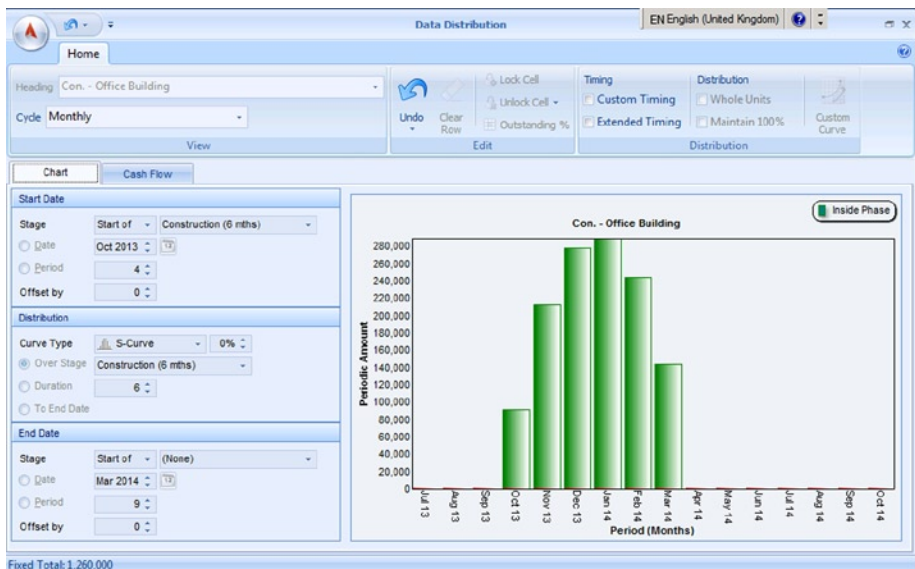 Data Distribution
EN English (United Kingdom)
Home
Heading Con. - Office Building
Cycle Monthly
View
Undo
Clear Row
Lock Cell
Unlock Cell
Outstanding %
Edit
Timing
Custom Timing
Extended Timing
Distribution
Whole Units
Maintain 100%
Custom Curve
Distribution
Chart
Cash Flow
Start Date
Stage Start of Construction (6 mths)
Date Oct 2013
Period 4
Offset by 0
Distribution
Curve Type S-Curve 0%
Over Stage Construction (6 mths)
Duration 6
To End Date
End Date
Stage Start of (None)
Date Mar 2014
Period 9
Offset by 0
Inside Phase
Con. - Office Building
Periodic Amount
280,000
260,000
240,000
220,000
200,000
180,000
160,000
140,000
120,000
100,000
80,000
60,000
40,000
20,000
0
Jul 13
Aug 13
Sep 13
Oct 13
Nov 13
Dec 13
Jan 14
Feb 14
Mar 14
Apr 14
May 14
Jun 14
Jul 14
Aug 14
Sep 14
Oct 14
Period (Months)
Fixed Total: 1,260,000